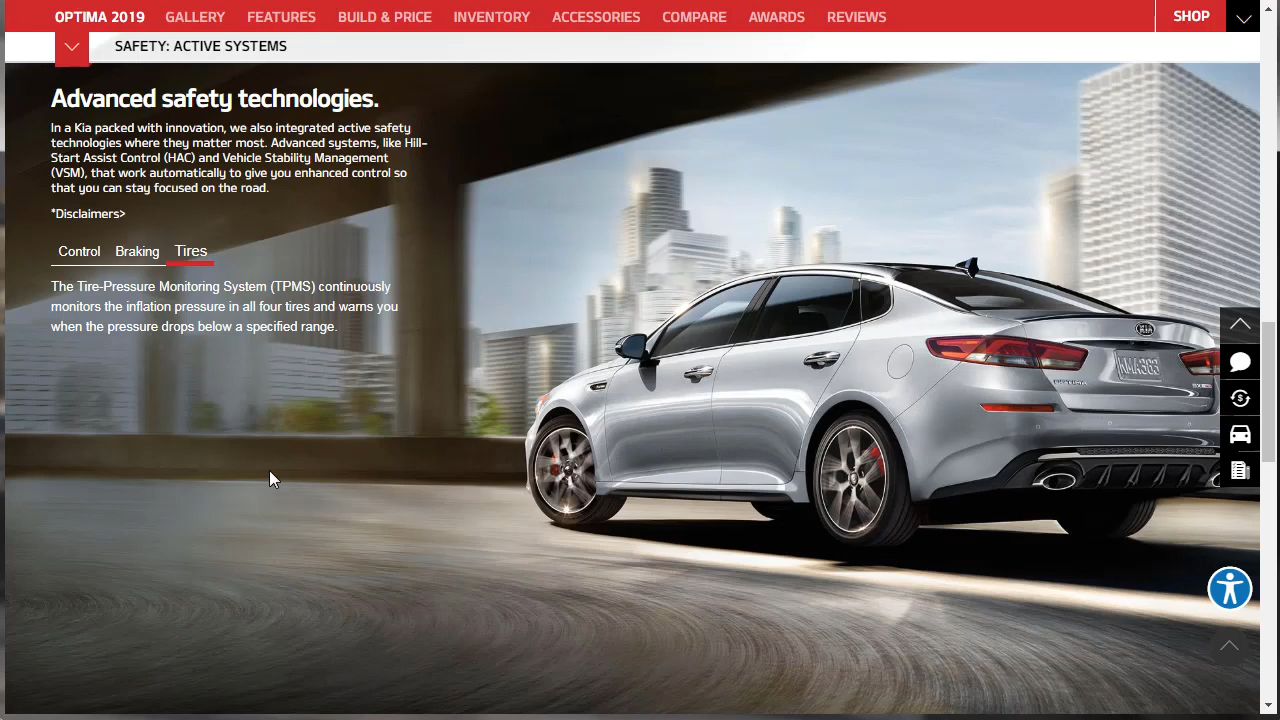 OPTIMA 2019 GALLERY FEATURES BUILD & PRICE INVENTORY ACCESSORIES COMPARE AWARDS REVIEWS SHOP
SAFETY: ACTIVE SYSTEMS
Advanced safety technologies.
In a Kia packed with innovation, we also integrated active safety
technologies where they matter most. Advanced systems, like Hill-
Start Assist Control (HAC) and Vehicle Stability Management
(VSM), that work automatically to give you enhanced control so
that you can stay focused on the road.
*Disclaimers>
Control Braking Tires
The Tire-Pressure Monitoring System (TPMS) continuously
monitors the inflation pressure in all four tires and warns you
when the pressure drops below a specified range.
KIA
KMA363